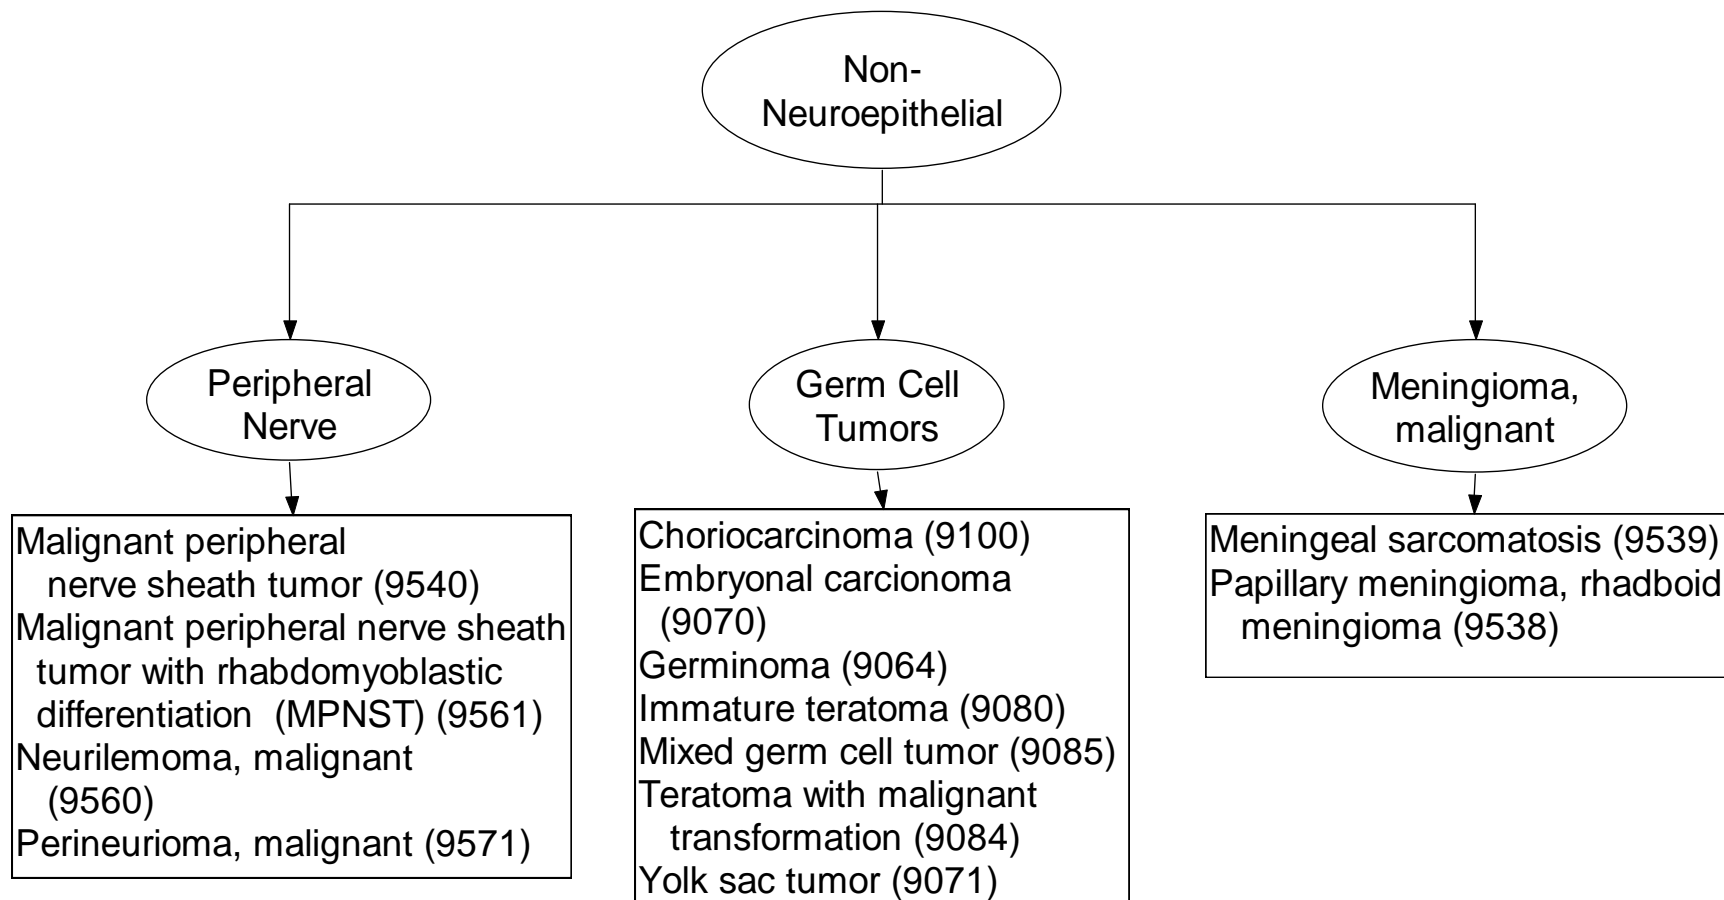 Non-
Neuroepithelial
Peripheral
Nerve
Germ Cell
Tumors
Meningioma,
malignant
Malignant peripheral
nerve sheath tumor (9540)
Malignant peripheral nerve sheath
tumor with rhabdomyoblastic
differentiation (MPNST) (9561)
Neurilemoma, malignant
(9560)
Perineurioma, malignant (9571)
Choriocarcinoma (9100)
Embryonal carcionoma
(9070)
Germinoma (9064)
Immature teratoma (9080)
Mixed germ cell tumor (9085)
Teratoma with malignant
transformation (9084)
Yolk sac tumor (9071)
Meningeal sarcomatosis (9539)
Papillary meningioma, rhadboid
meningioma (9538)